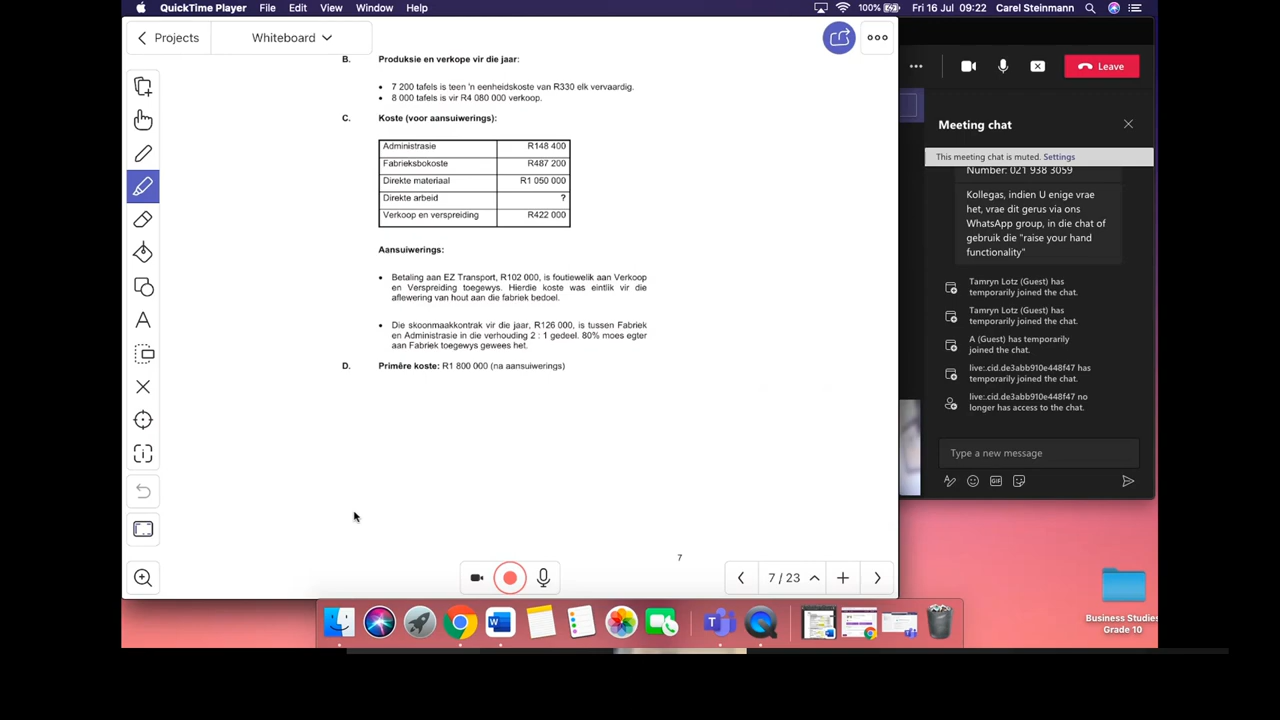 QuickTime Player File Edit View Window Help 100% Fri 16 Jul 09:22 Carel Steinmann
Projects Whiteboard
B. Produksie en verkope vir die jaar:
• 7 200 tafels is teen 'n eenheidskoste van R330 elk vervaardig.
• 8 000 tafels is vir R4 080 000 verkoop.
C. Koste (voor aansuiwerings):
Administrasie R148 400
Fabrieksbokoste R487 200
Direkte materiaal R1 050 000
Direkte arbeid ?
Verkoop en verspreiding R422 000
Aansuiwerings:
• Betaling aan EZ Transport, R102 000, is foutiewelik aan Verkoop
en Verspreiding toegewys. Hierdie koste was eintlik vir die
aflewering van hout aan die fabriek bedoel.
• Die skoonmaakkontrak vir die jaar, R126 000, is tussen Fabriek
en Administrasie in die verhouding 2 : 1 gedeel. 80% moes egter
aan Fabriek toegewys gewees het.
D. Primêre koste: R1 800 000 (na aansuiwerings)
7
7 / 23
Leave
Meeting chat
This meeting chat is muted. Settings
Number: 021 938 3059
Kollegas, indien U enige vrae
het, vrae dit gerus via ons
WhatsApp group, in die chat of
gebruik die "raise your hand
functionality"
Tamryn Lotz (Guest) has
temporarily joined the chat.
Tamryn Lotz (Guest) has
temporarily joined the chat.
A (Guest) has temporarily
joined the chat.
live:.cid.de3abb910e448f47 has
temporarily joined the chat.
live:.cid.de3abb910e448f47 no
longer has access to the chat.
Type a new message
GIF
Business Studies
Grade 10